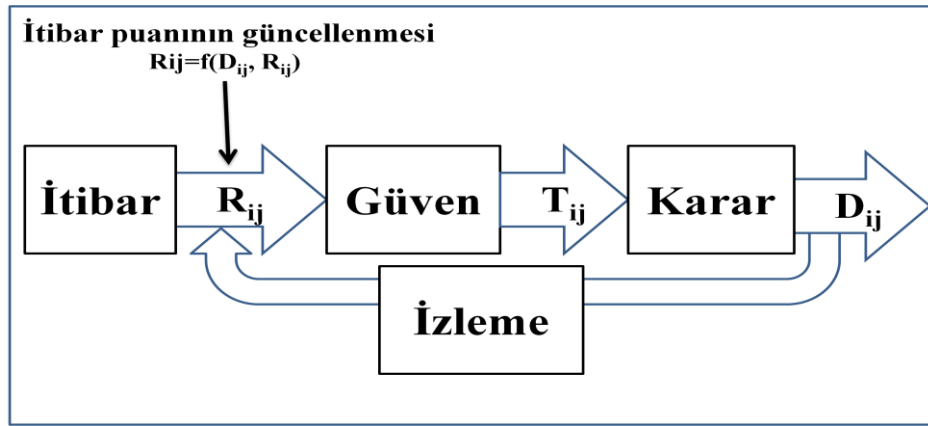 İtibar puanının güncellenmesi
Rij=f(Dij, Rij)
İtibar
Rij
Güven
Tij
Karar
Dij
İzleme